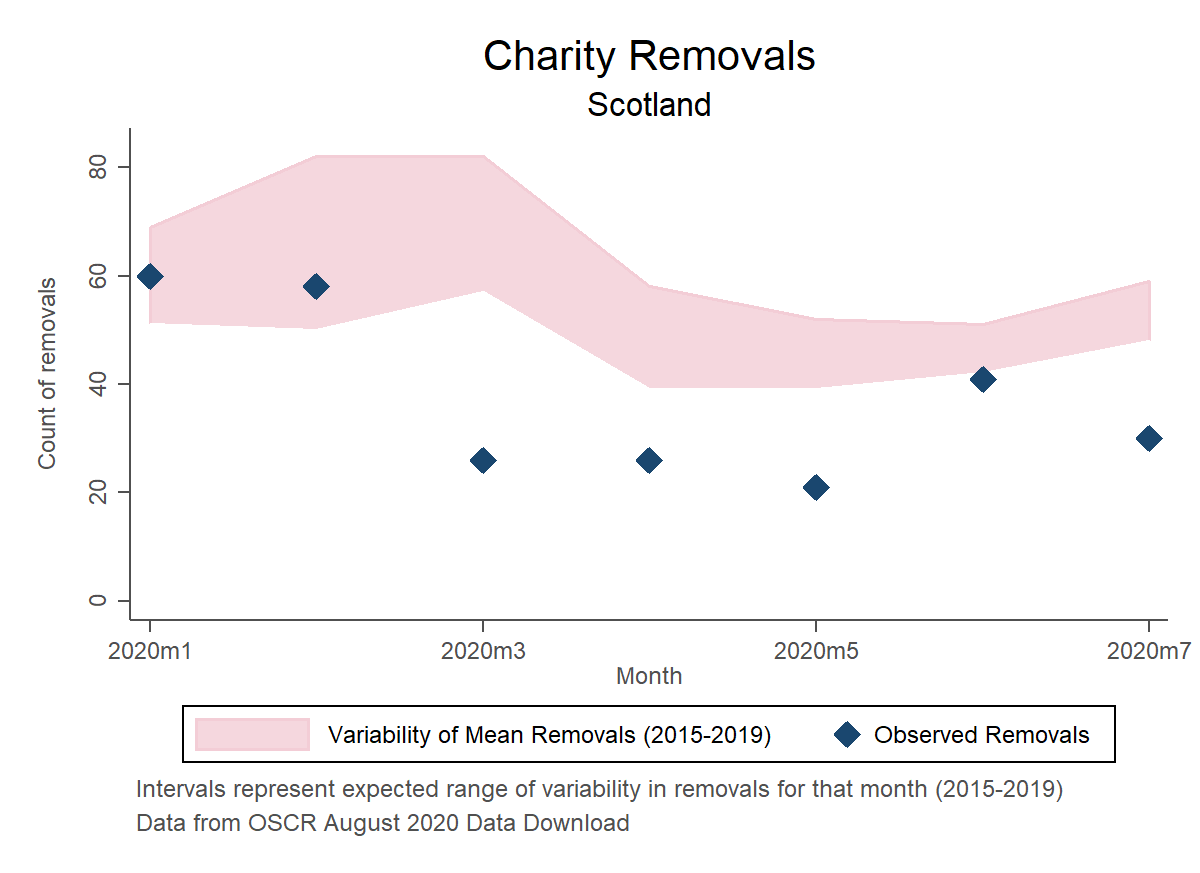 Charity Removals
Scotland
Count of removals
80
60
40
20
0
2020m1 2020m3 2020m5 2020m7
Month
Variability of Mean Removals (2015-2019) Observed Removals
Intervals represent expected range of variability in removals for that month (2015-2019)
Data from OSCR August 2020 Data Download